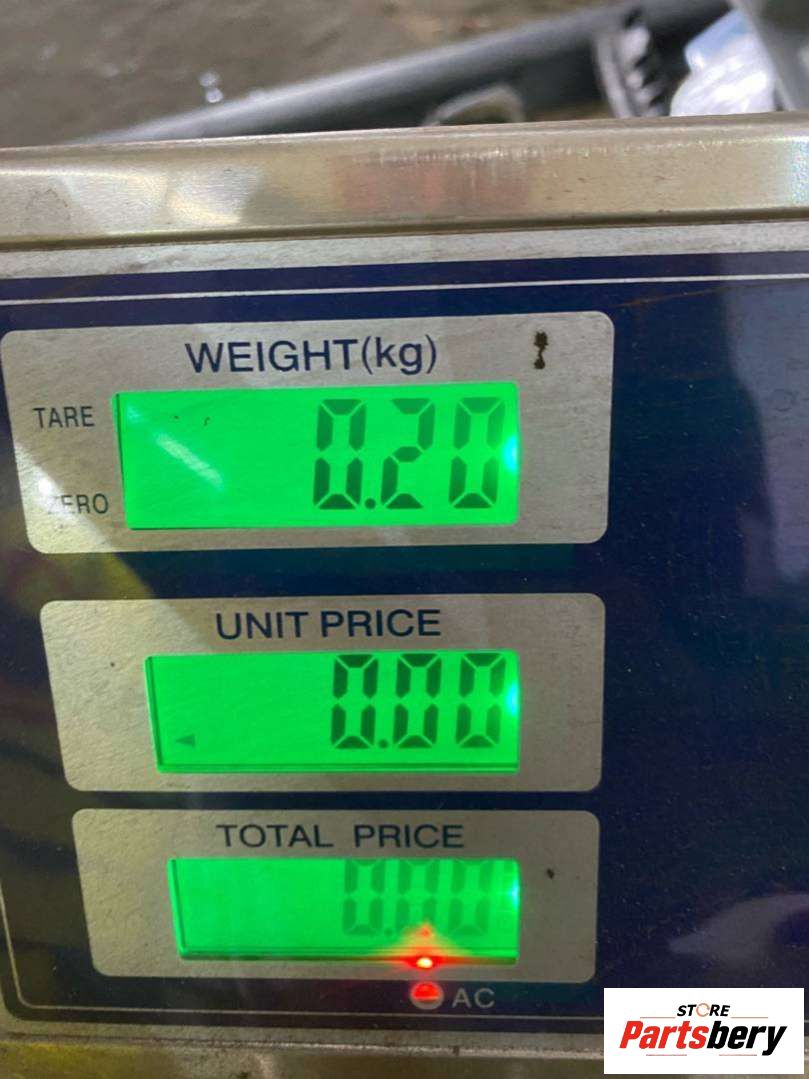 WEIGHT(kg)
TARE
0.20
ZERO
UNIT PRICE
0.00
TOTAL PRICE
0.00
AC
STORE
Partsbery